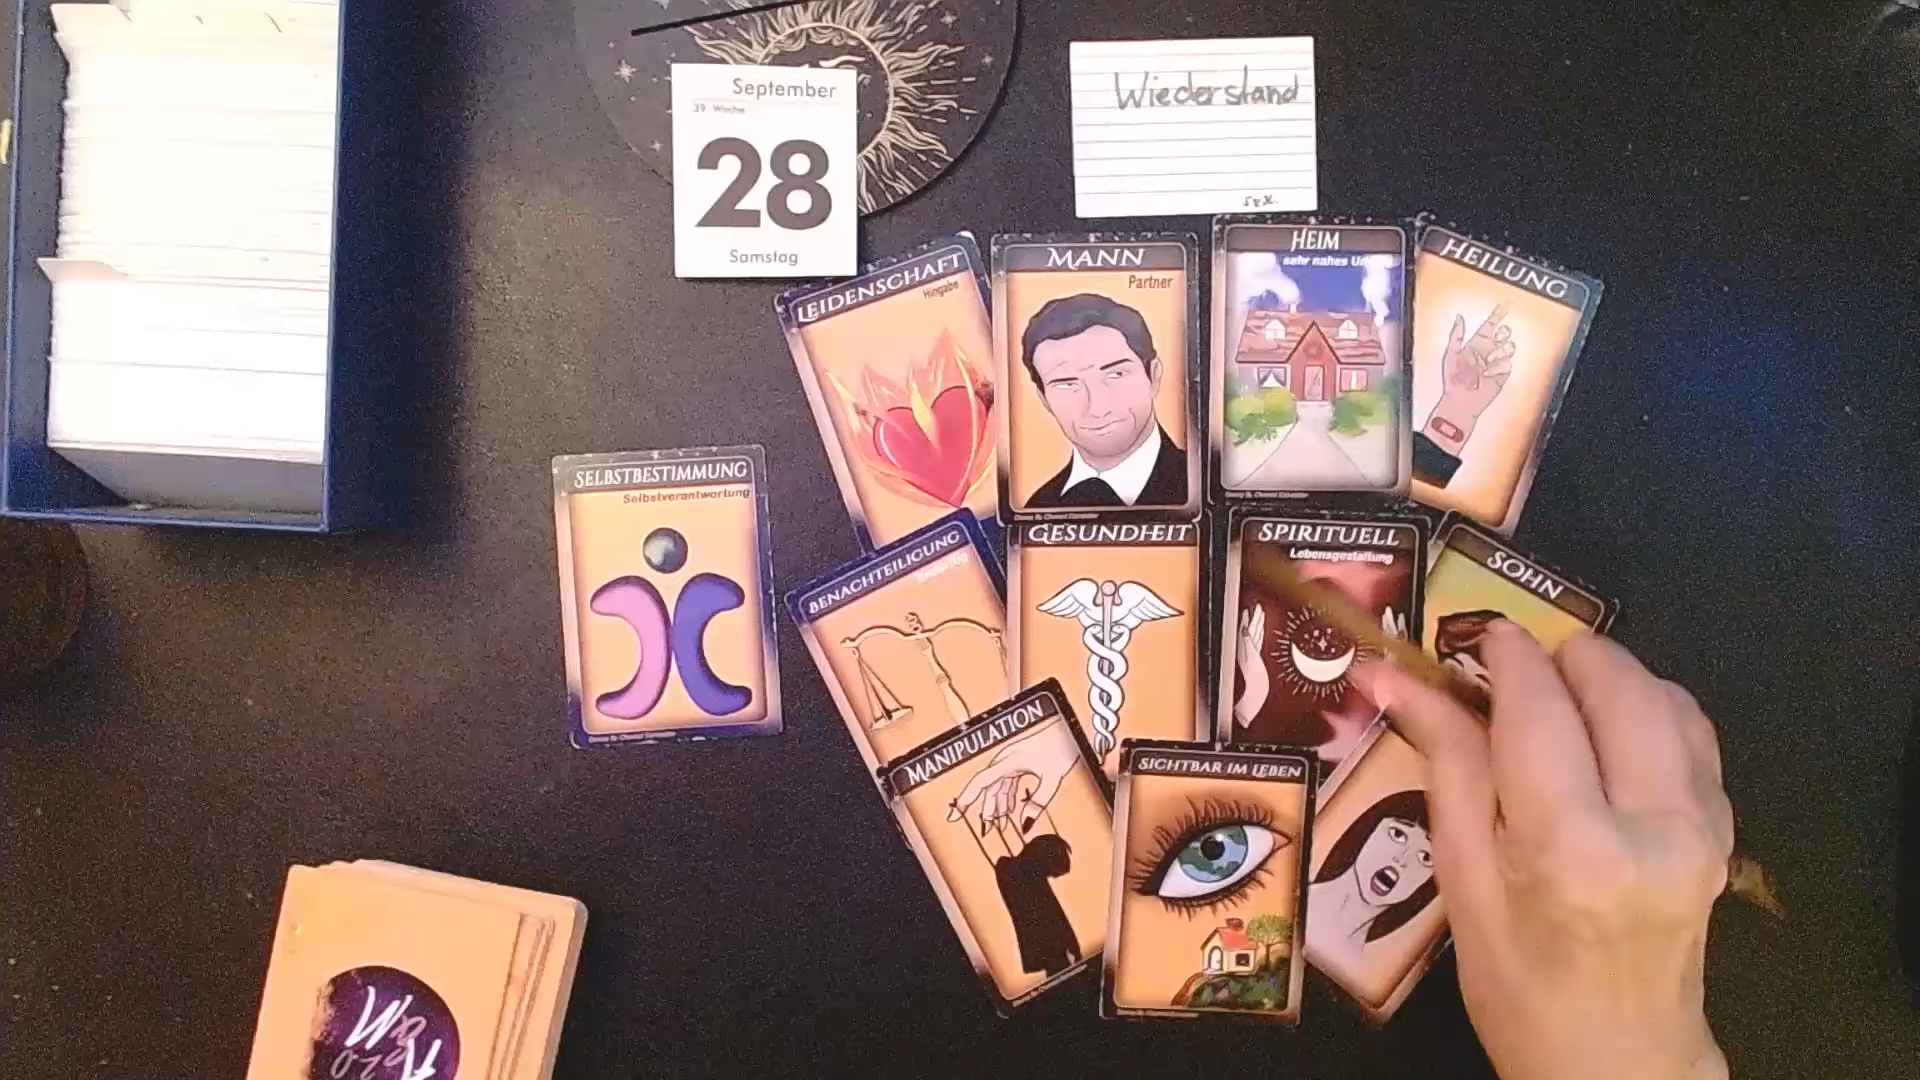 September
39 Woche
28
Samstag
Wiederstand
LEIDENSCHAFT
Hingabe
MANN
Partner
HEIM
sehr nahes
HEILUNG
SELBSTBESTIMMUNG
Selbstverantwortung
BENACHTEILIGUNG
GESUNDHEIT
SPIRITUELL
Lebensgestaltung
SOHN
MANIPULATION
SICHTBAR IM LEBEN